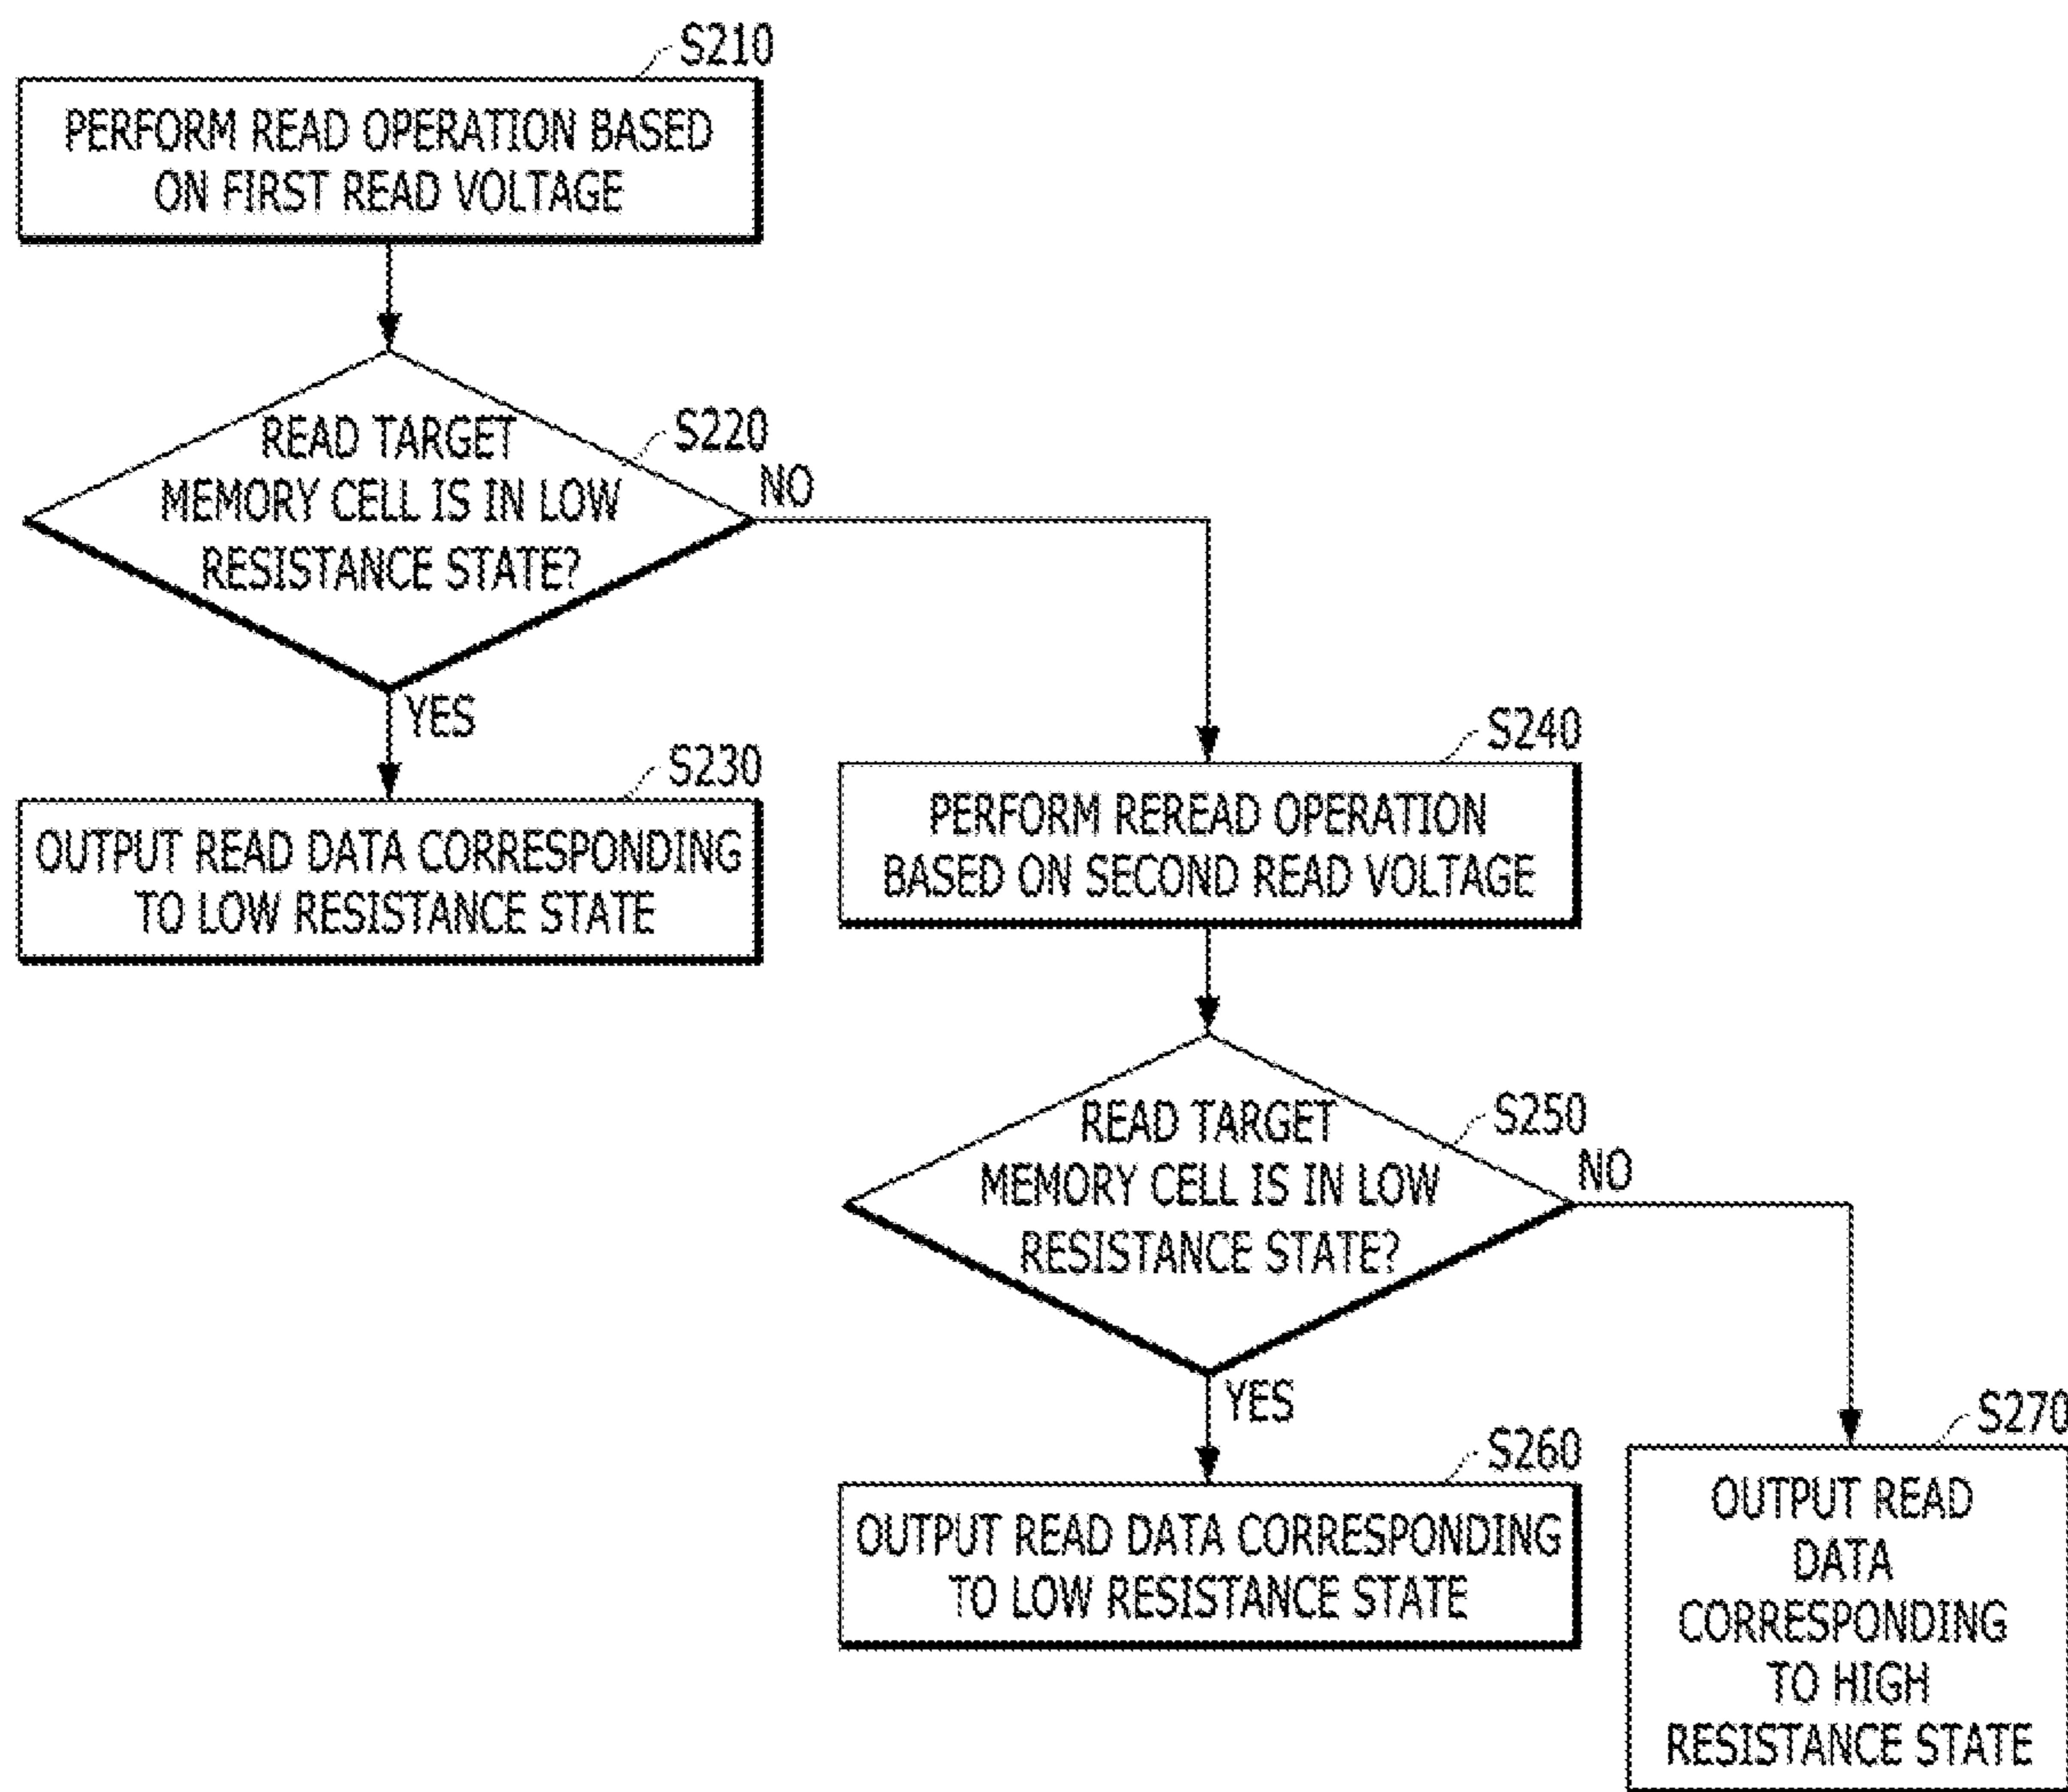 S210
PERFORM READ OPERATION BASED
ON FIRST READ VOLTAGE
S220
READ TARGET
MEMORY CELL IS IN LOW
RESISTANCE STATE?
NO
YES
S230
OUTPUT READ DATA CORRESPONDING
TO LOW RESISTANCE STATE
S240
PERFORM REREAD OPERATION
BASED ON SECOND READ VOLTAGE
S250
READ TARGET
MEMORY CELL IS IN LOW
RESISTANCE STATE?
NO
YES
S260
OUTPUT READ DATA CORRESPONDING
TO LOW RESISTANCE STATE
S270
OUTPUT READ
DATA
CORRESPONDING
TO HIGH
RESISTANCE STATE